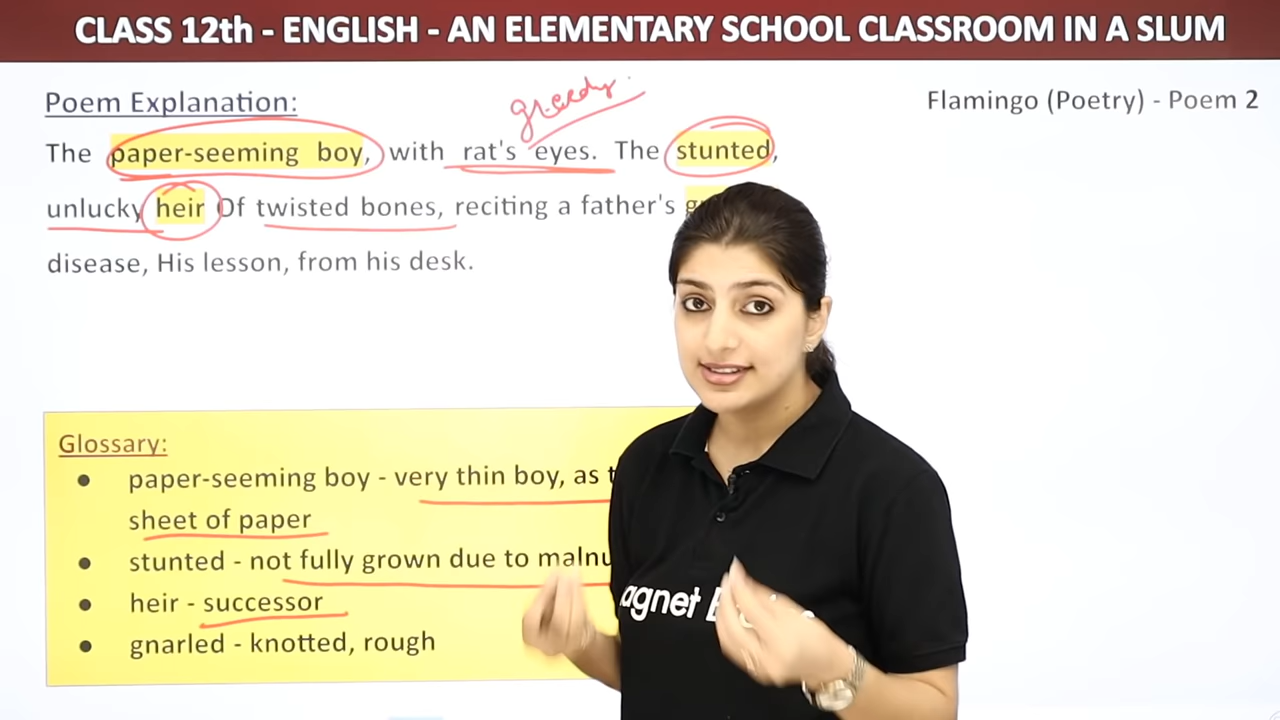 CLASS 12th - ENGLISH - AN ELEMENTARY SCHOOL CLASSROOM IN A SLUM
Poem Explanation:
Flamingo (Poetry) - Poem 2
greedy
The paper-seeming boy, with rat's eyes. The stunted,
unlucky heir Of twisted bones, reciting a father's
disease, His lesson, from his desk.
Glossary:
● paper-seeming boy - very thin boy, as
sheet of paper
● stunted - not fully grown due to
● heir - successor
● gnarled - knotted, rough
agnet